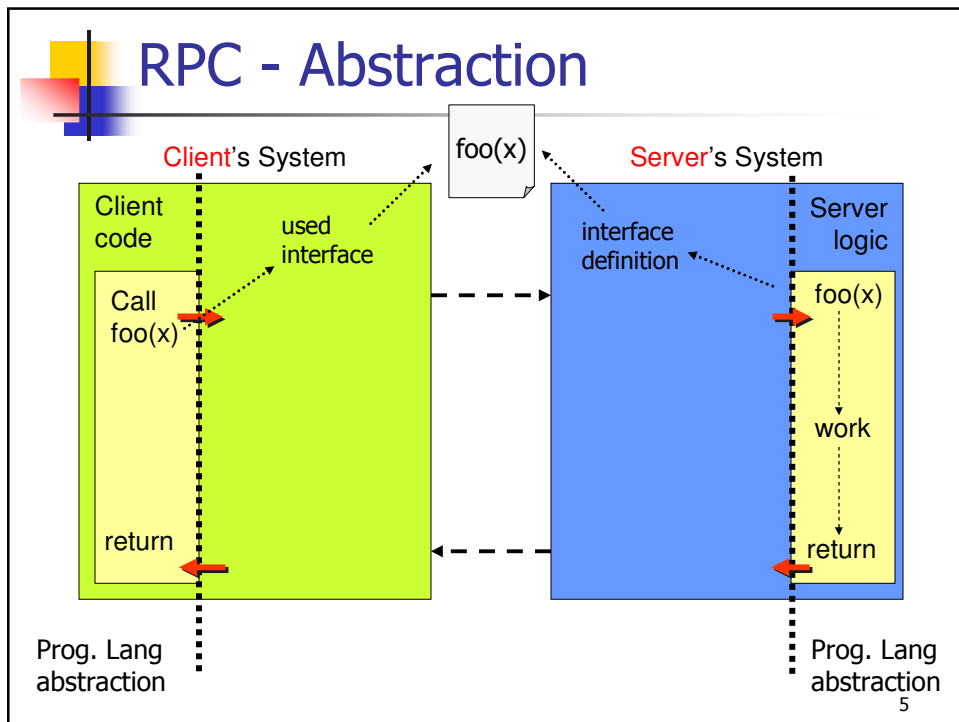 RPC - Abstraction
foo(x)
Client's System
Server's System
Client
code
used
interface
interface
definition
Server
logic
Call
foo(x)
foo(x)
work
return
return
Prog. Lang
abstraction
Prog. Lang
abstraction
5